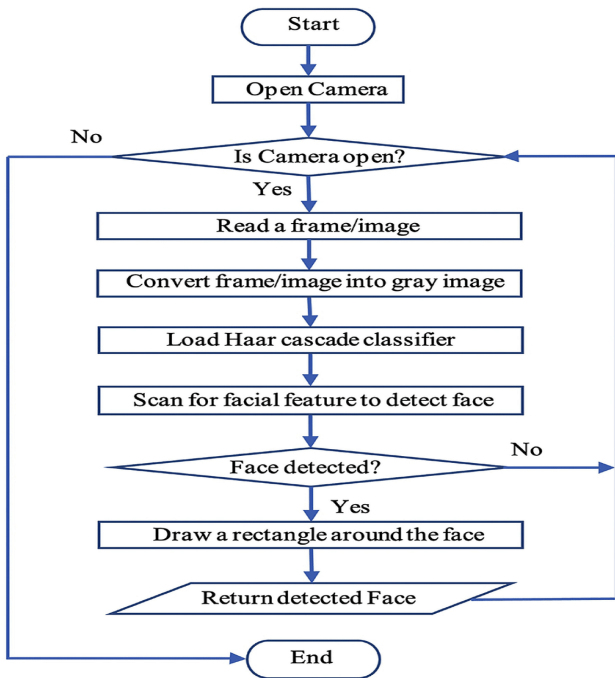 Start
Open Camera
No
Is Camera open?
Yes
Read a frame/image
Convert frame/image into gray image
Load Haar cascade classifier
Scan for facial feature to detect face
No
Face detected?
Yes
Draw a rectangle around the face
Return detected Face
End